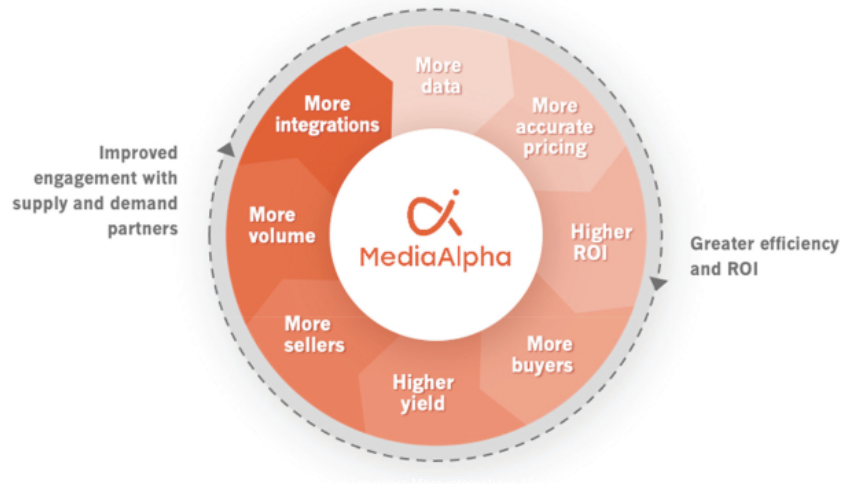 More
data
More
accurate
pricing
Higher
ROI
More
buyers
Higher
yield
More
sellers
More
volume
More
integrations
MediaAlpha
Improved
engagement with
supply and demand
partners
Greater efficiency
and ROI